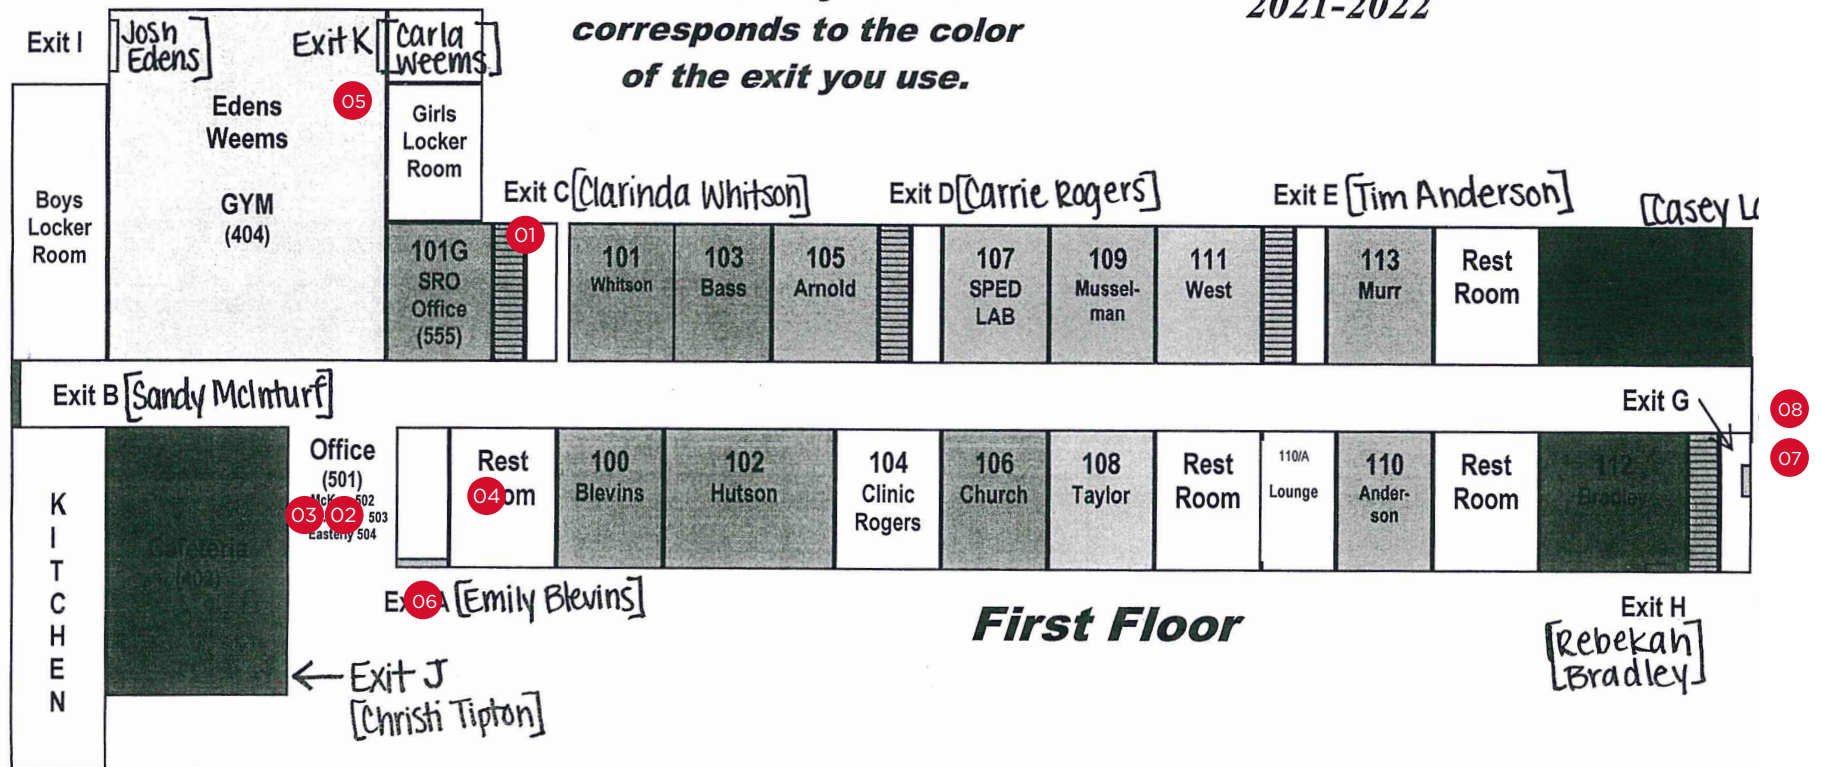 corresponds to the color
of the exit you use.
2021-2022
Exit I
[Josh
Edens]
Exit K
[Carla
Weems]
05
Edens
Weems
GYM
(404)
Girls
Locker
Room
Boys
Locker
Room
Exit C [Clarinda Whitson]
Exit D [Carrie Rogers]
Exit E [Tim Anderson]
[Casey
01
101G
SRO
Office
(555)
101
Whitson
103
Bass
105
Arnold
107
SPED
LAB
109
Mussel-
man
111
West
113
Murr
Rest
Room
Exit B [Sandy McInturf]
Exit G
08
07
KITCHEN
Cafeteria
(402)
Office
(501)
502
503
Easterly 504
03
02
Rest
04
100
Blevins
102
Hutson
104
Clinic
Rogers
106
Church
108
Taylor
Rest
Room
110/A
Lounge
110
Ander-
son
Rest
Room
112
Bradley
06
[Emily Blevins]
First Floor
Exit H
[Rebekah
Bradley]
Exit J
[Christi Tipton]